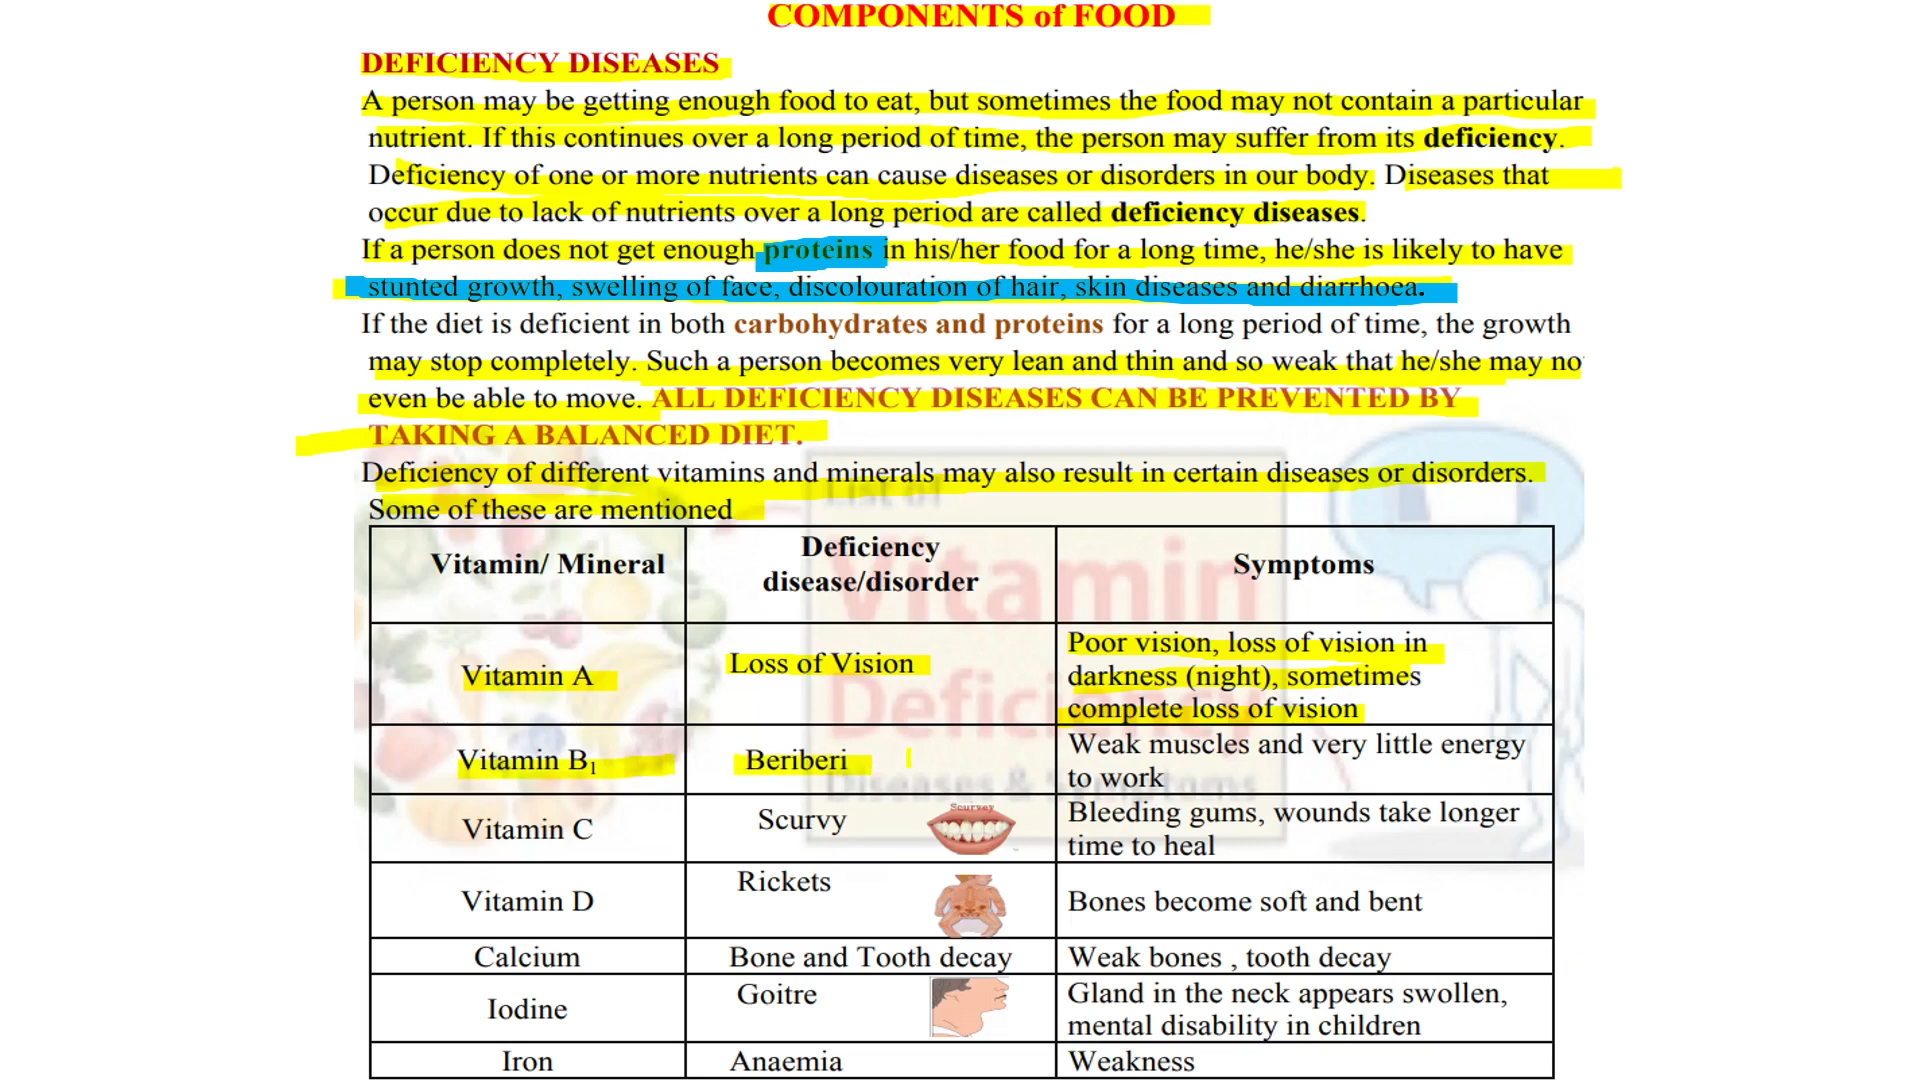 COMPONENTS of FOOD
DEFICIENCY DISEASES
A person may be getting enough food to eat, but sometimes the food may not contain a particular
nutrient. If this continues over a long period of time, the person may suffer from its deficiency.
Deficiency of one or more nutrients can cause diseases or disorders in our body. Diseases that
occur due to lack of nutrients over a long period are called deficiency diseases.
If a person does not get enough proteins in his/her food for a long time, he/she is likely to have
stunted growth, swelling of face, discolouration of hair, skin diseases and diarrhoea.
If the diet is deficient in both carbohydrates and proteins for a long period of time, the growth
may stop completely. Such a person becomes very lean and thin and so weak that he/she may no
even be able to move. ALL DEFICIENCY DISEASES CAN BE PREVENTED BY
TAKING A BALANCED DIET.
Deficiency of different vitamins and minerals may also result in certain diseases or disorders.
Some of these are mentioned
List of
Vitamin
Deficiency
Diseases & Symptoms
Vitamin/ Mineral
Deficiency
disease/disorder
Symptoms
Vitamin A
Loss of Vision
Poor vision, loss of vision in
darkness (night), sometimes
complete loss of vision
Vitamin B₁
Beriberi
Weak muscles and very little energy
to work
Vitamin C
Scurvy
Scurvey
Bleeding gums, wounds take longer
time to heal
Vitamin D
Rickets
Bones become soft and bent
Calcium
Bone and Tooth decay
Weak bones , tooth decay
Iodine
Goitre
Gland in the neck appears swollen,
mental disability in children
Iron
Anaemia
Weakness